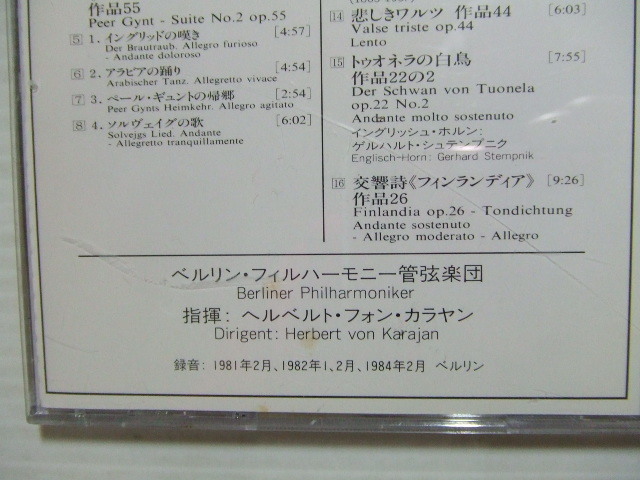 作品55
Peer Gynt - Suite No.2 op.55
5 1. イングリッドの嘆き [4:57]
Der Brautraub. Allegro furioso
- Andante doloroso
6 2. アラビアの踊り [4:54]
Arabischer Tanz. Allegretto vivace
7 3. ペール・ギュントの帰郷 [2:54]
Peer Gynts Heimkehr. Allegro agitato
8 4. ソルヴェイグの歌 [6:02]
Solvejgs Lied. Andante
- Allegretto tranquillamente
14 悲しきワルツ 作品44 [6:03]
Valse triste op.44
Lento
15 トゥオネラの白鳥 [7:55]
作品22の2
Der Schwan von Tuonela
op.22 No.2
Andante molto sostenuto
イングリッシュ・ホルン:
ゲルハルト・シュテンプニク
Englisch-Horn: Gerhard Stempnik
16 交響詩《フィンランディア》 [9:26]
作品26
Finlandia op.26 - Tondichtung
Andante sostenuto
- Allegro moderato - Allegro
ベルリン・フィルハーモニー管弦楽団
Berliner Philharmoniker
指揮: ヘルベルト・フォン・カラヤン
Dirigent: Herbert von Karajan
録音: 1981年2月、1982年1、2月、1984年2月 ベルリン